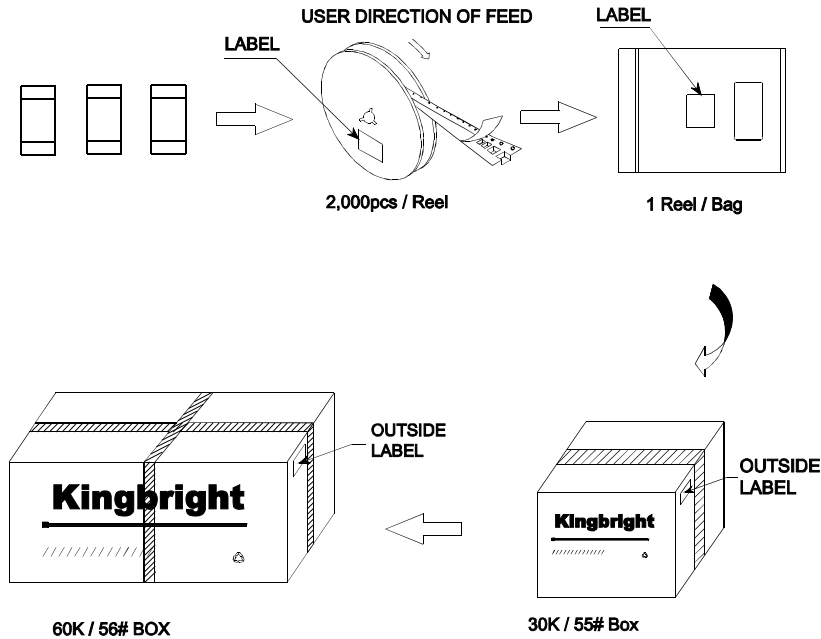 USER DIRECTION OF FEED
LABEL
LABEL
2,000pcs / Reel
1 Reel / Bag
OUTSIDE
LABEL
Kingbright
60K / 56# BOX
OUTSIDE
LABEL
Kingbright
30K / 55# Box